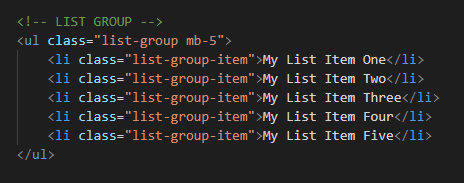 <!-- LIST GROUP -->
<ul class="list-group mb-5">
    <li class="list-group-item">My List Item One</li>
    <li class="list-group-item">My List Item Two</li>
    <li class="list-group-item">My List Item Three</li>
    <li class="list-group-item">My List Item Four</li>
    <li class="list-group-item">My List Item Five</li>
</ul>